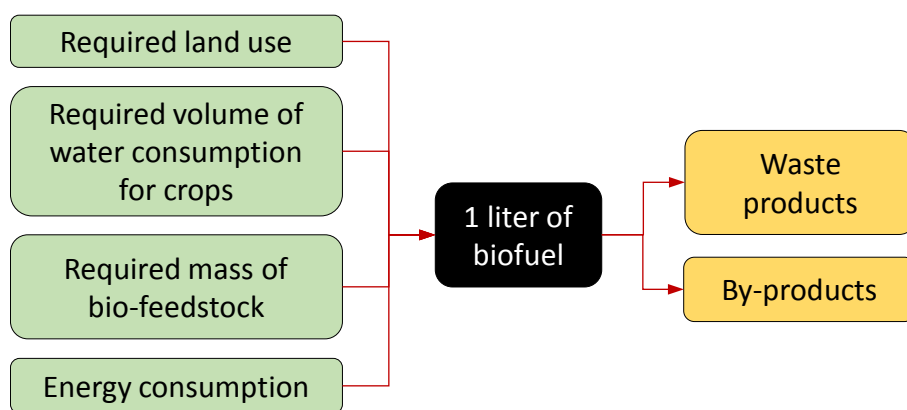 Required land use
Required volume of
water consumption
for crops
Required mass of
bio-feedstock
Energy consumption
1 liter of
biofuel
Waste
products
By-products